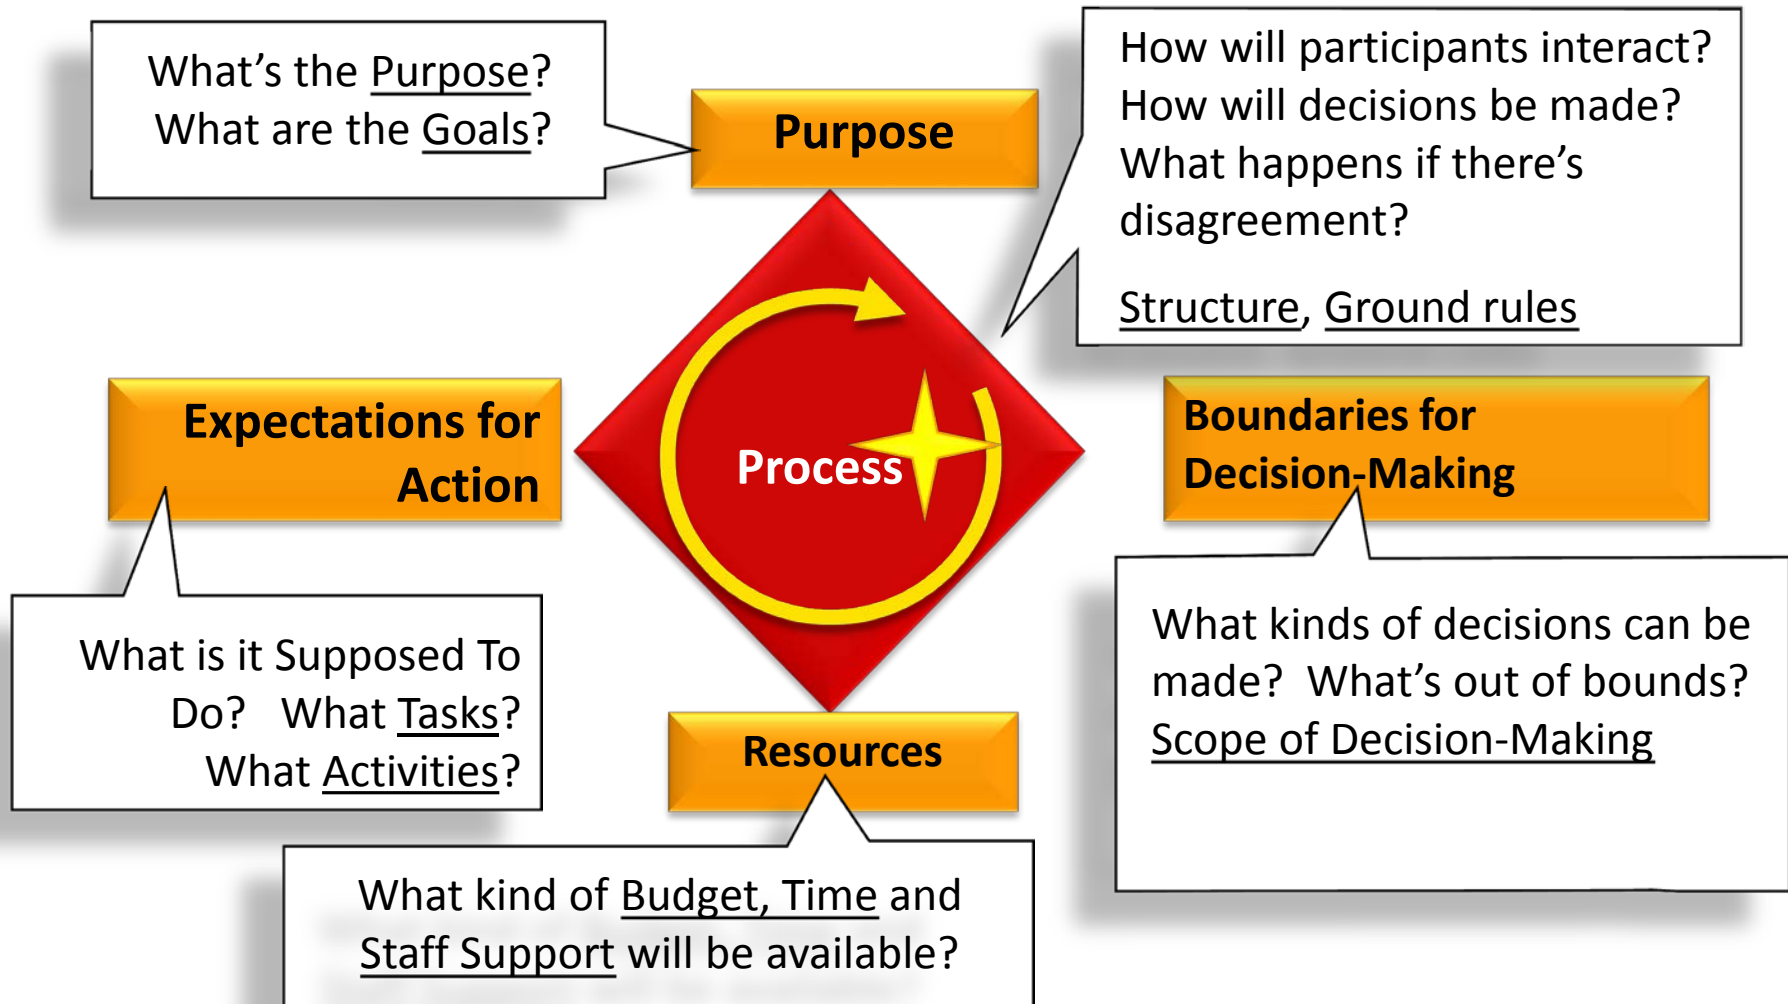 What’s the Purpose?
What are the Goals?
Purpose
How will participants interact?
How will decisions be made?
What happens if there’s
disagreement?
Structure, Ground rules
Expectations for
Action
Process
Boundaries for
Decision-Making
What is it Supposed To
Do?   What Tasks?
What Activities?
Resources
What kinds of decisions can be
made?  What’s out of bounds?
Scope of Decision-Making
What kind of Budget, Time and
Staff Support will be available?